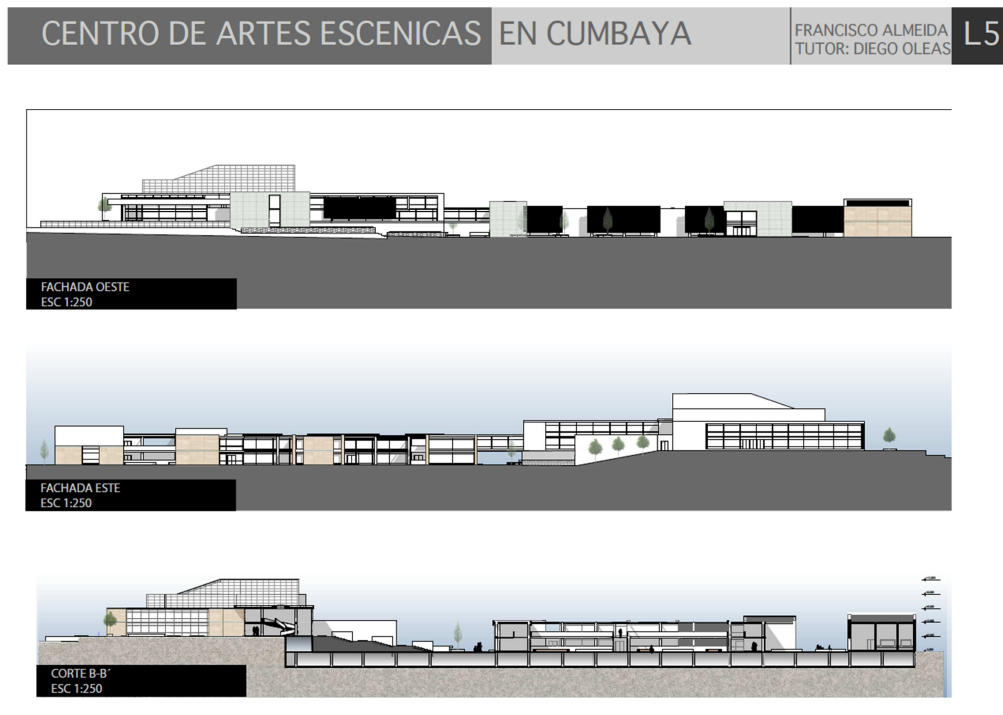 CENTRO DE ARTES ESCENICAS EN CUMBAYA
FRANCISCO ALMEIDA
TUTOR: DIEGO OLEAS
L5
FACHADA OESTE
ESC 1:250
FACHADA ESTE
ESC 1:250
CORTE B-B´
ESC 1:250